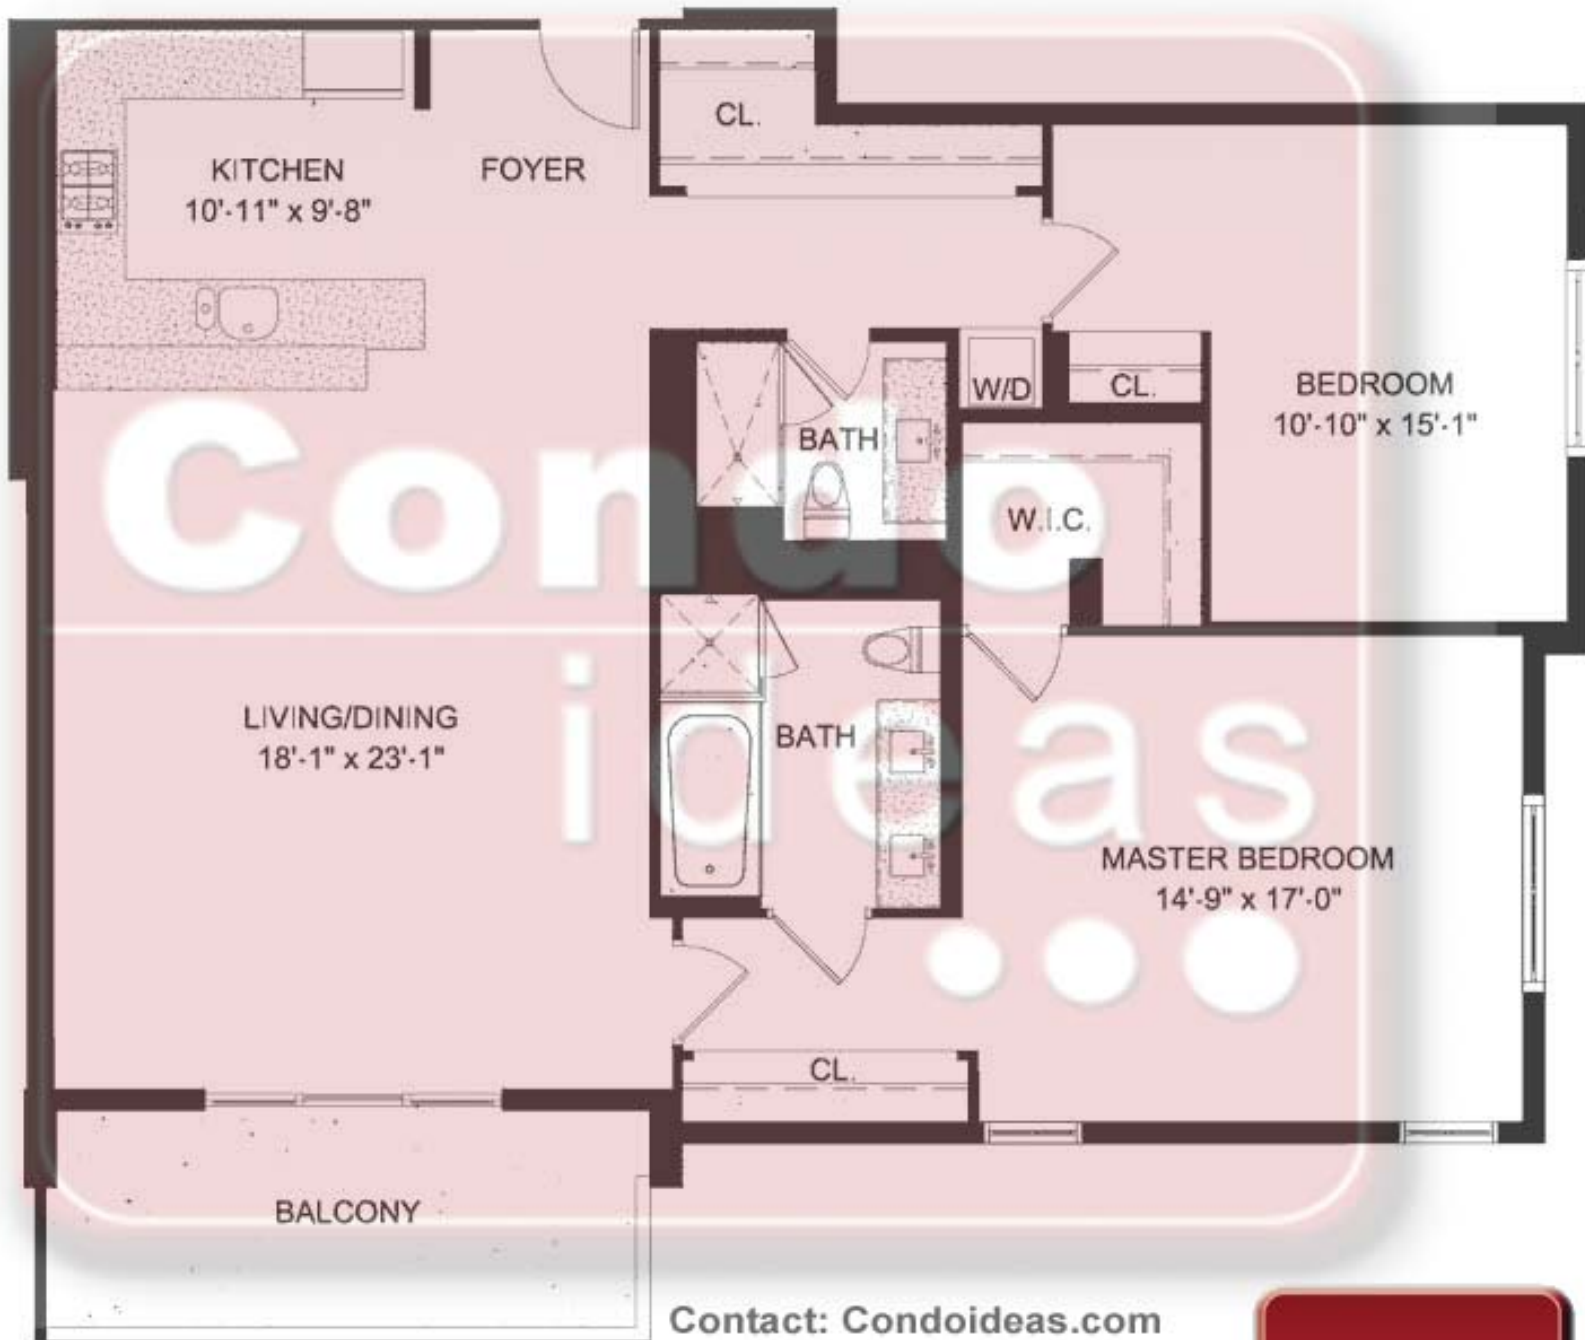 CL.
KITCHEN
10'-11" x 9'-8"
FOYER
W/D
CL.
BEDROOM
10'-10" x 15'-1"
BATH
Condo
W.I.C.
LIVING/DINING
18'-1" x 23'-1"
BATH
ideas
MASTER BEDROOM
14'-9" x 17'-0"
CL.
BALCONY
Contact: Condoideas.com